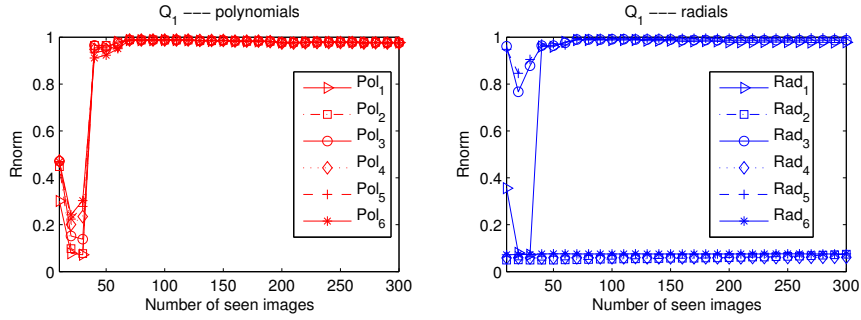 Q1 --- polynomials
1
0.8
0.6
0.4
0.2
0
Rnorm
50 100 150 200 250 300
Number of seen images
Pol1
Pol2
Pol3
Pol4
Pol5
Pol6
Q1 --- radials
1
0.8
0.6
0.4
0.2
0
Rnorm
50 100 150 200 250 300
Number of seen images
Rad1
Rad2
Rad3
Rad4
Rad5
Rad6